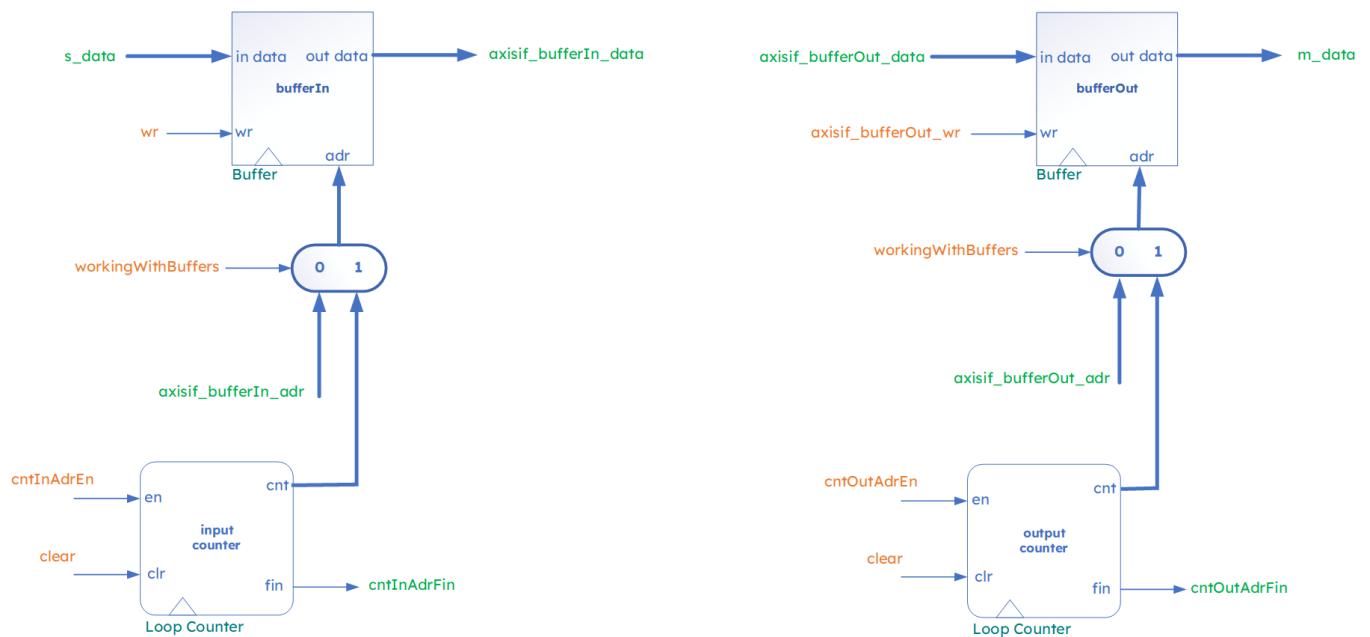 s_data
in data
out data
axisif_bufferIn_data
bufferIn
wr
wr
adr
Buffer
workingWithBuffers
0 1
axisif_bufferIn_adr
cntInAdrEn
en
cnt
input
counter
clear
clr
fin
cntInAdrFin
Loop Counter
axisif_bufferOut_data
in data
out data
m_data
bufferOut
axisif_bufferOut_wr
wr
adr
Buffer
workingWithBuffers
0 1
axisif_bufferOut_adr
cntOutAdrEn
en
cnt
output
counter
clear
clr
fin
cntOutAdrFin
Loop Counter